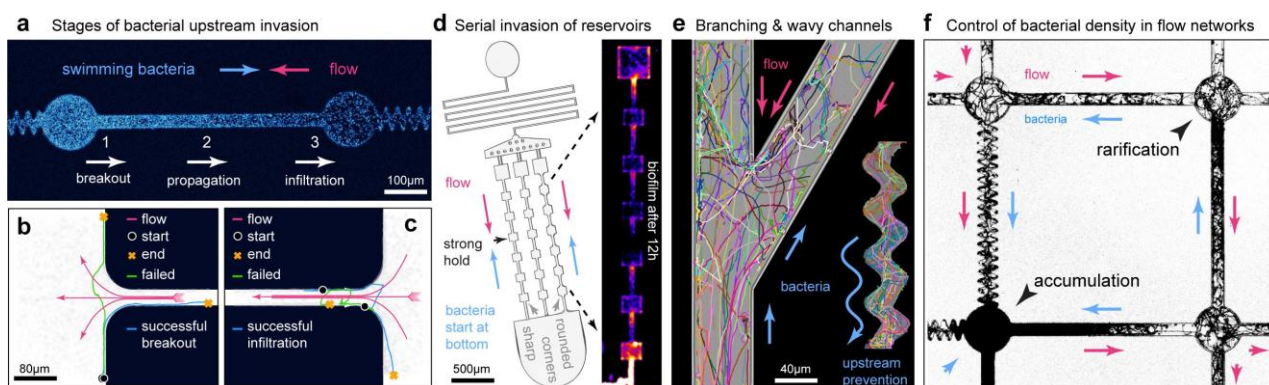 a Stages of bacterial upstream invasion
swimming bacteria
flow
1
2
3
breakout
propagation
infiltration
100μm
b
flow
start
end
failed
successful
breakout
80μm
c
flow
start
end
failed
successful
infiltration
d Serial invasion of reservoirs
flow
strong
hold
bacteria
start at
bottom
sharp
rounded
corners
500μm
biofilm after 12h
e Branching & wavy channels
flow
bacteria
upstream
prevention
40μm
f Control of bacterial density in flow networks
flow
bacteria
rarification
accumulation